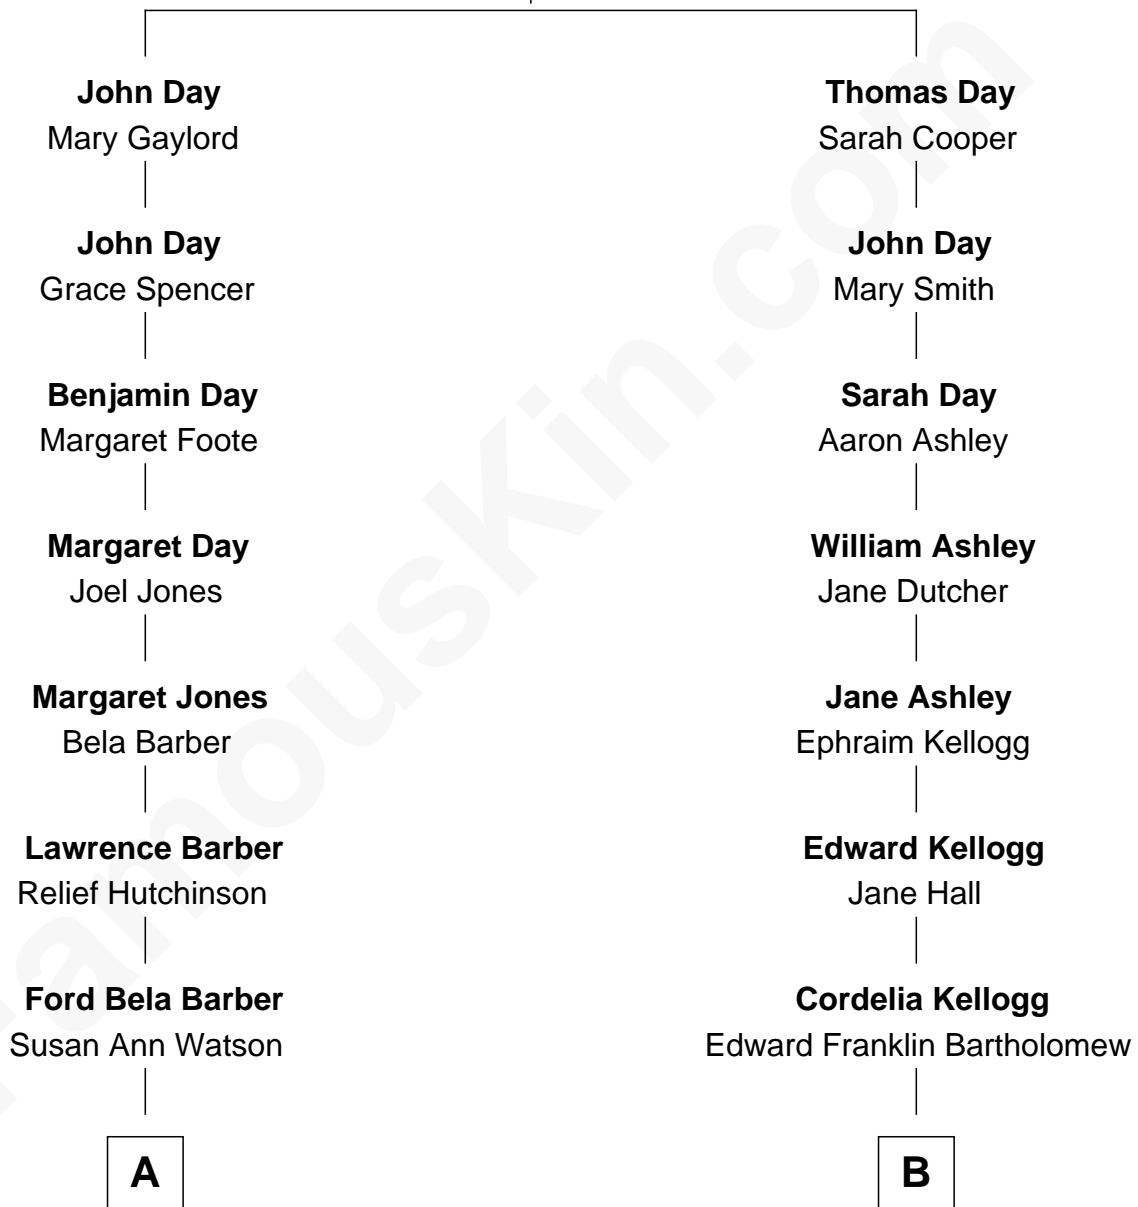 John Day
Mary Gaylord
John Day
Grace Spencer
Benjamin Day
Margaret Foote
Margaret Day
Joel Jones
Margaret Jones
Bela Barber
Lawrence Barber
Relief Hutchinson
Ford Bela Barber
Susan Ann Watson
A
Thomas Day
Sarah Cooper
John Day
Mary Smith
Sarah Day
Aaron Ashley
William Ashley
Jane Dutcher
Jane Ashley
Ephraim Kellogg
Edward Kellogg
Jane Hall
Cordelia Kellogg
Edward Franklin Bartholomew
B
FamousKin.com